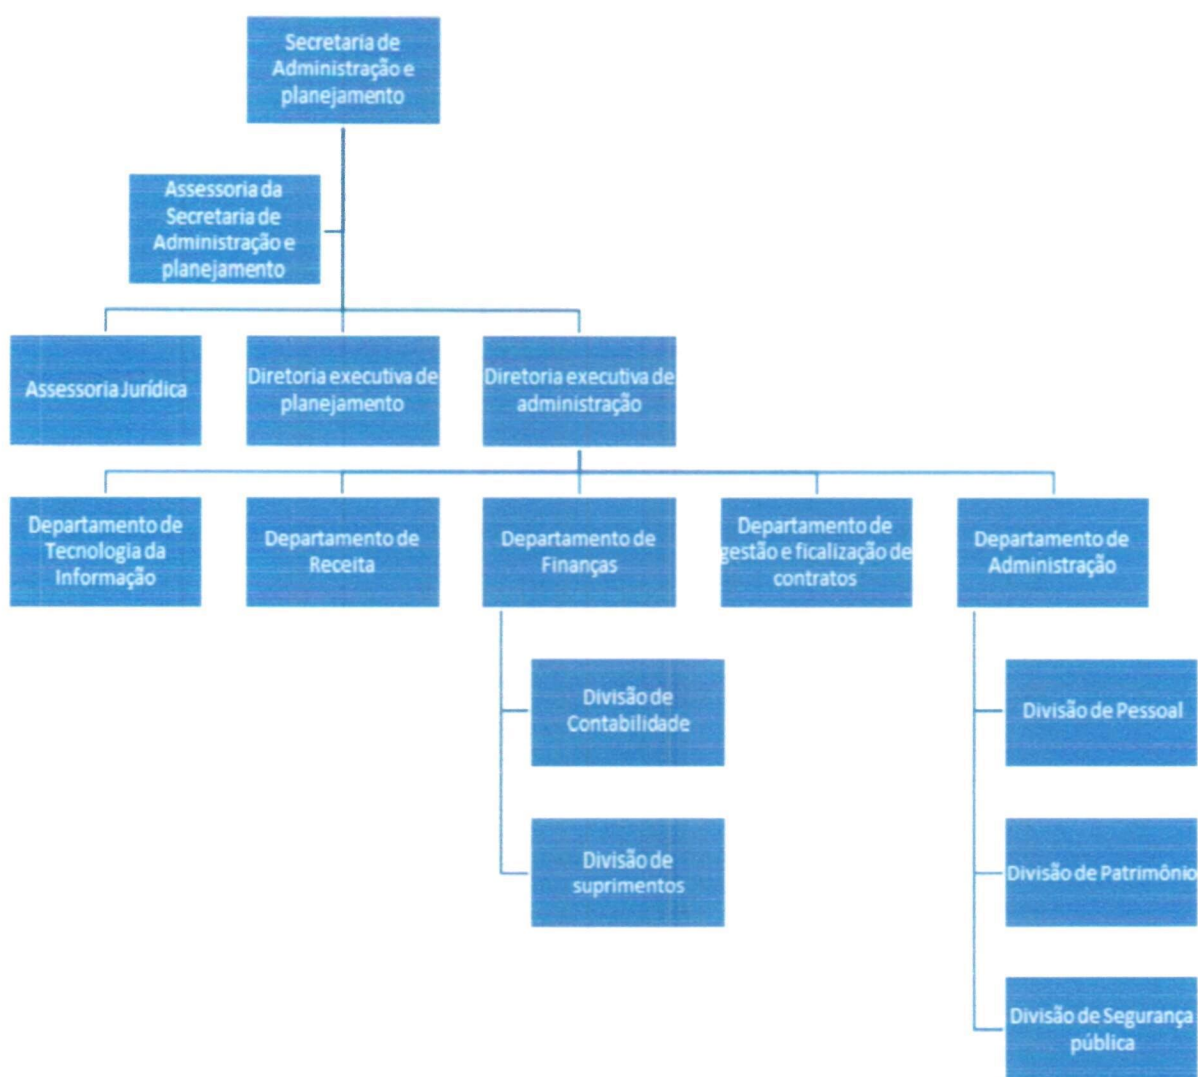 Secretaria de
Administração e
planejamento
Assessoria da
Secretaria de
Administração e
planejamento
Assessoria Jurídica
Diretoria executiva de
planejamento
Diretoria executiva de
administração
Departamento de
Tecnologia da
Informação
Departamento de
Receita
Departamento de
Finanças
Departamento de
gestão e ficalização de
contratos
Departamento de
Administração
Divisão de
Contabilidade
Divisão de
suprimentos
Divisão de Pessoal
Divisão de Patrimônio
Divisão de Segurança
pública